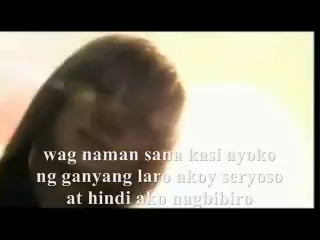 wag naman sana kasi ayoko
ng ganyang laro akoy seryoso
at hindi ako nagbibiro